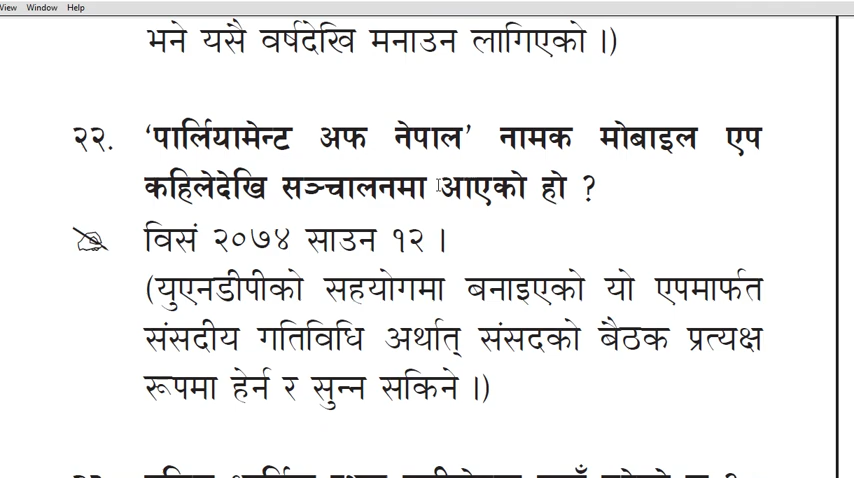 View Window Help
भने यसै वर्षदेखि मनाउन लागिएको ।)
२२. ‘पार्लियामेन्ट अफ नेपाल’ नामक मोबाइल एप
कहिलेदेखि सञ्चालनमा आएको हो ?
विसं २०७४ साउन १२ ।
(युएनडीपीको सहयोगमा बनाइएको यो एपमार्फत
संसदीय गतिविधि अर्थात् संसदको बैठक प्रत्यक्ष
रूपमा हेर्न र सुन्न सकिने ।)